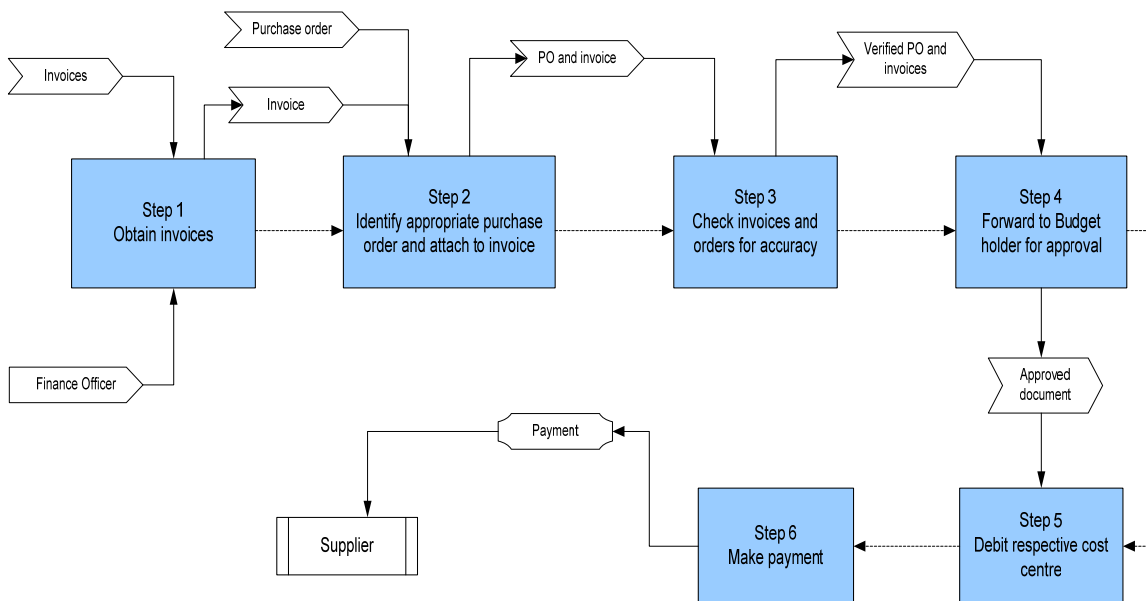 Purchase order
Invoices
Invoice
PO and invoice
Verified PO and
invoices
Step 1
Obtain invoices
Step 2
Identify appropriate purchase
order and attach to invoice
Step 3
Check invoices and
orders for accuracy
Step 4
Forward to Budget
holder for approval
Finance Officer
Approved
document
Payment
Supplier
Step 6
Make payment
Step 5
Debit respective cost
centre